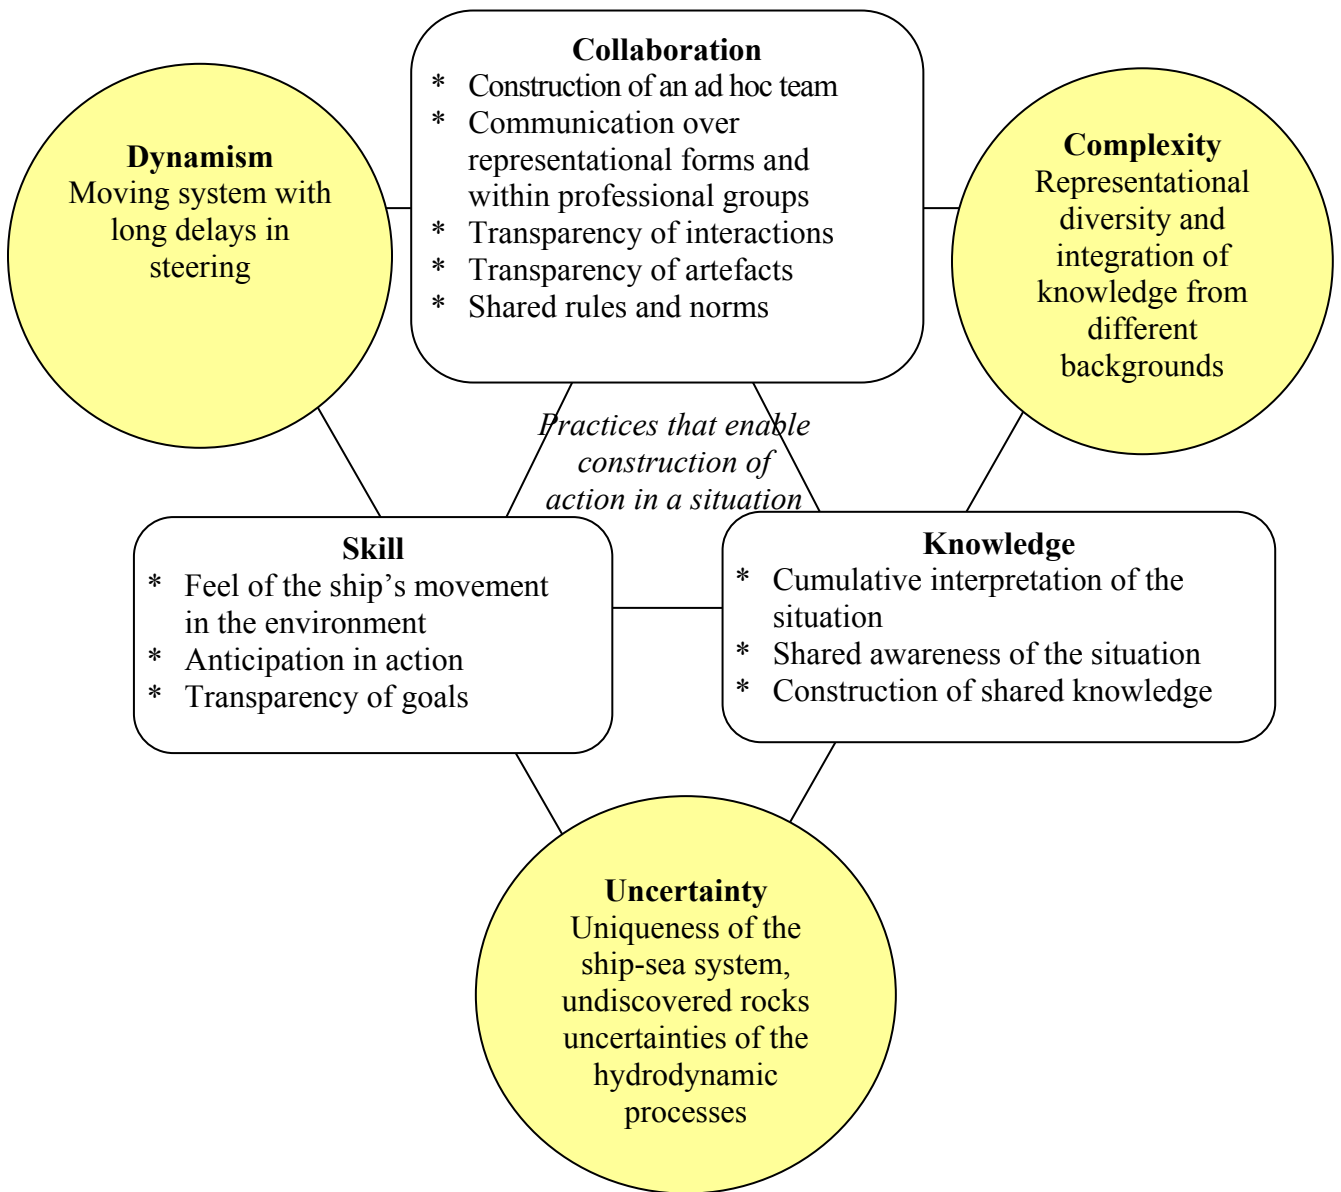 Collaboration
* Construction of an ad hoc team
* Communication over
representational forms and
within professional groups
* Transparency of interactions
* Transparency of artefacts
* Shared rules and norms
Dynamism
Moving system with
long delays in
steering
Complexity
Representational
diversity and
integration of
knowledge from
different
backgrounds
Practices that enable
construction of
action in a situation
Skill
* Feel of the ship’s movement
in the environment
* Anticipation in action
* Transparency of goals
Knowledge
* Cumulative interpretation of the
situation
* Shared awareness of the situation
* Construction of shared knowledge
Uncertainty
Uniqueness of the
ship-sea system,
undiscovered rocks
uncertainties of the
hydrodynamic
processes